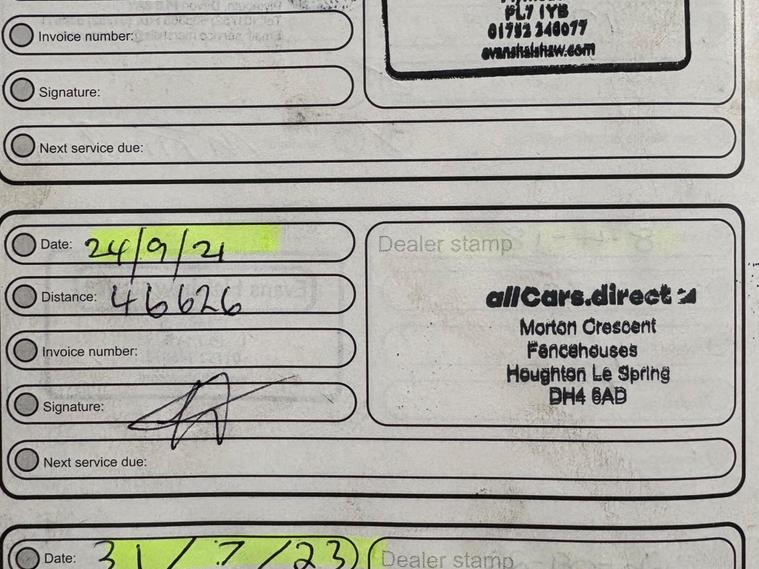 PL7 1YB
01752 348077
evanshalshaw.com
Invoice number:
Signature:
Next service due:
Date: 24/9/21
Dealer stamp
Distance: 46626
allCars.direct
Morton Crescent
Fencehouses
Houghton Le Spring
DH4 6AD
Invoice number:
Signature:
Next service due:
Date: 31/7/23
Dealer stamp